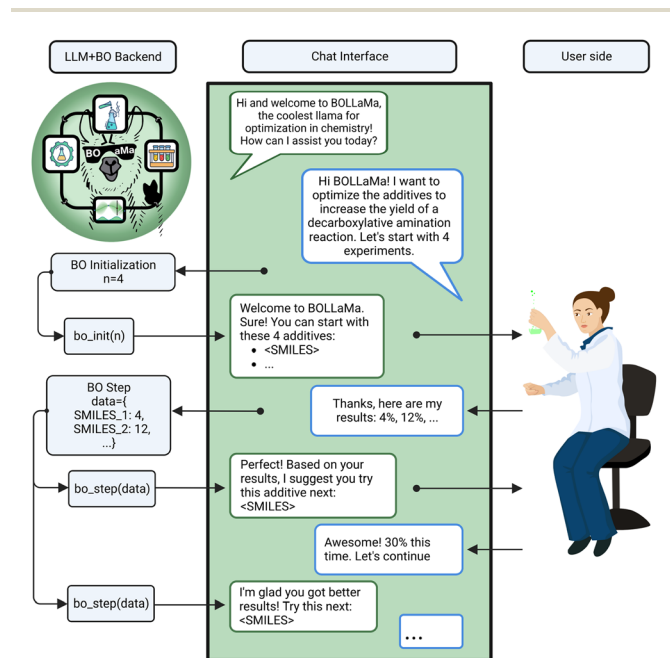 LLM+BO Backend
Chat Interface
User side
Hi and welcome to BOLLaMa,
the coolest llama for
optimization in chemistry!
How can I assist you today?
BO aMa
Hi BOLLaMa! I want to
optimize the additives to
increase the yield of a
decarboxylative amination
reaction. Let's start with 4
experiments.
BO Initialization
n=4
bo_init(n)
Welcome to BOLLaMa.
Sure! You can start with
these 4 additives:
• <SMILES>
• ...
BO Step
data={
SMILES_1: 4,
SMILES_2: 12,
...}
Thanks, here are my
results: 4%, 12%, ...
bo_step(data)
Perfect! Based on your
results, I suggest you try
this additive next:
<SMILES>
Awesome! 30% this
time. Let's continue
bo_step(data)
I'm glad you got better
results! Try this next:
<SMILES>
...